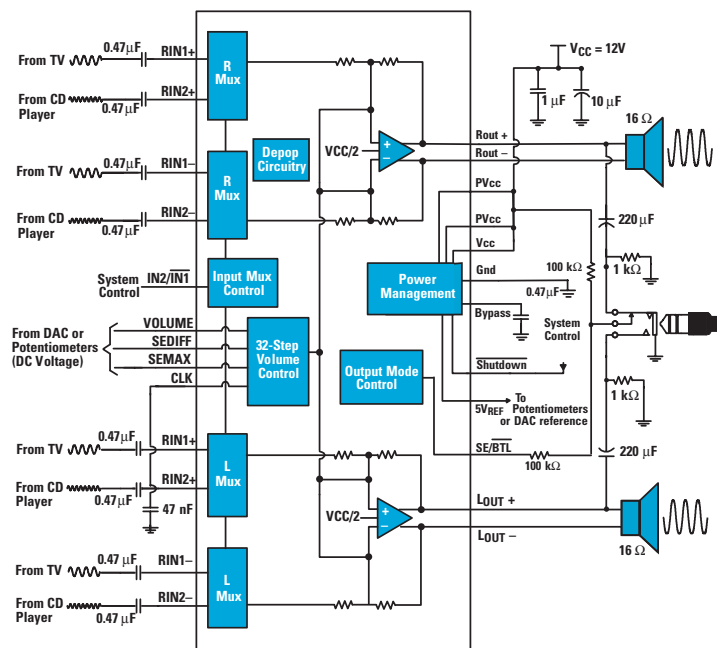 From TV
0.47μF
RIN1+
R
Mux
From CD
Player
0.47μF
RIN2+
VCC = 12V
1 μF
10 μF
16 Ω
Rout +
Rout −
VCC/2
+
−
Depop
Circuitry
From TV
0.47μF
RIN1−
R
Mux
From CD
Player
0.47μF
RIN2−
PVcc
PVcc
Vcc
220 μF
1 kΩ
100 kΩ
System
Control
IN2/IN1
Input Mux
Control
Power
Management
Gnd
0.47μF
Bypass
System
Control
From DAC or
Potentiometers
(DC Voltage)
VOLUME
SEDIFF
SEMAX
CLK
32-Step
Volume
Control
Output Mode
Control
Shutdown
5VREF
To
Potentiometers
or DAC reference
1 kΩ
SE/BTL
100 kΩ
220 μF
From TV
0.47μF
RIN1+
L
Mux
From CD
Player
0.47μF
RIN2+
47 nF
VCC/2
+
−
LOUT +
LOUT −
16 Ω
From TV
0.47μF
RIN1−
L
Mux
From CD
Player
0.47μF
RIN2−